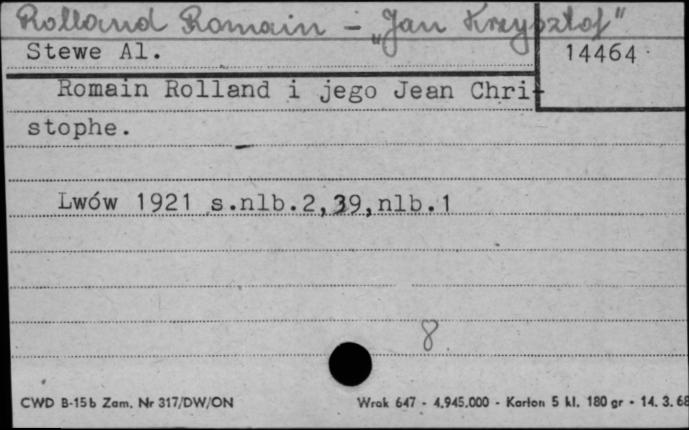 Rolland Romain - „Jan Krzysztof"
Stewe Al.
14464
Romain Rolland i jego Jean Chri-
stophe.
Lwów 1921 s.nlb.2,39,nlb.1
8
CWD B-15b Zam. Nr 317/DW/ON
Wrak 647 - 4.945.000 - Karton 5 kl. 180 gr - 14. 3. 68